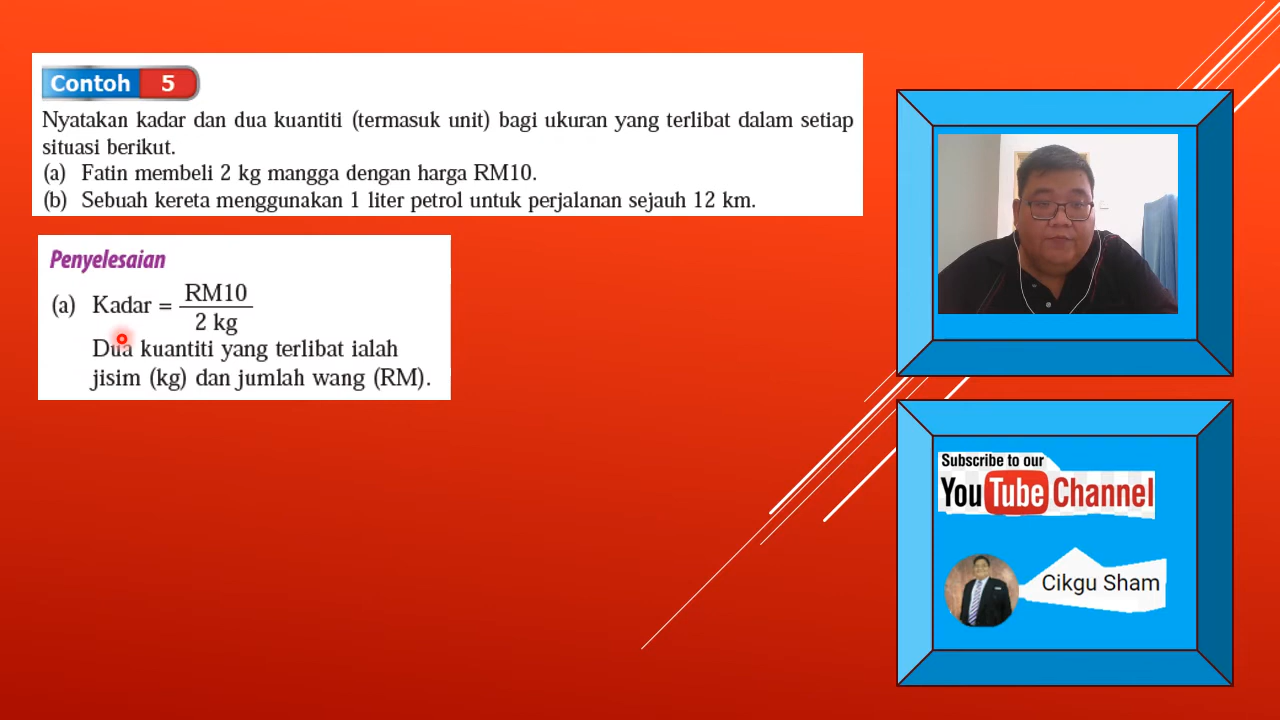 Contoh 5
Nyatakan kadar dan dua kuantiti (termasuk unit) bagi ukuran yang terlibat dalam setiap
situasi berikut.
(a) Fatin membeli 2 kg mangga dengan harga RM10.
(b) Sebuah kereta menggunakan 1 liter petrol untuk perjalanan sejauh 12 km.
Penyelesaian
(a) Kadar = RM10
2 kg
Dua kuantiti yang terlibat ialah
jisim (kg) dan jumlah wang (RM).
Subscribe to our
YouTube Channel
Cikgu Sham